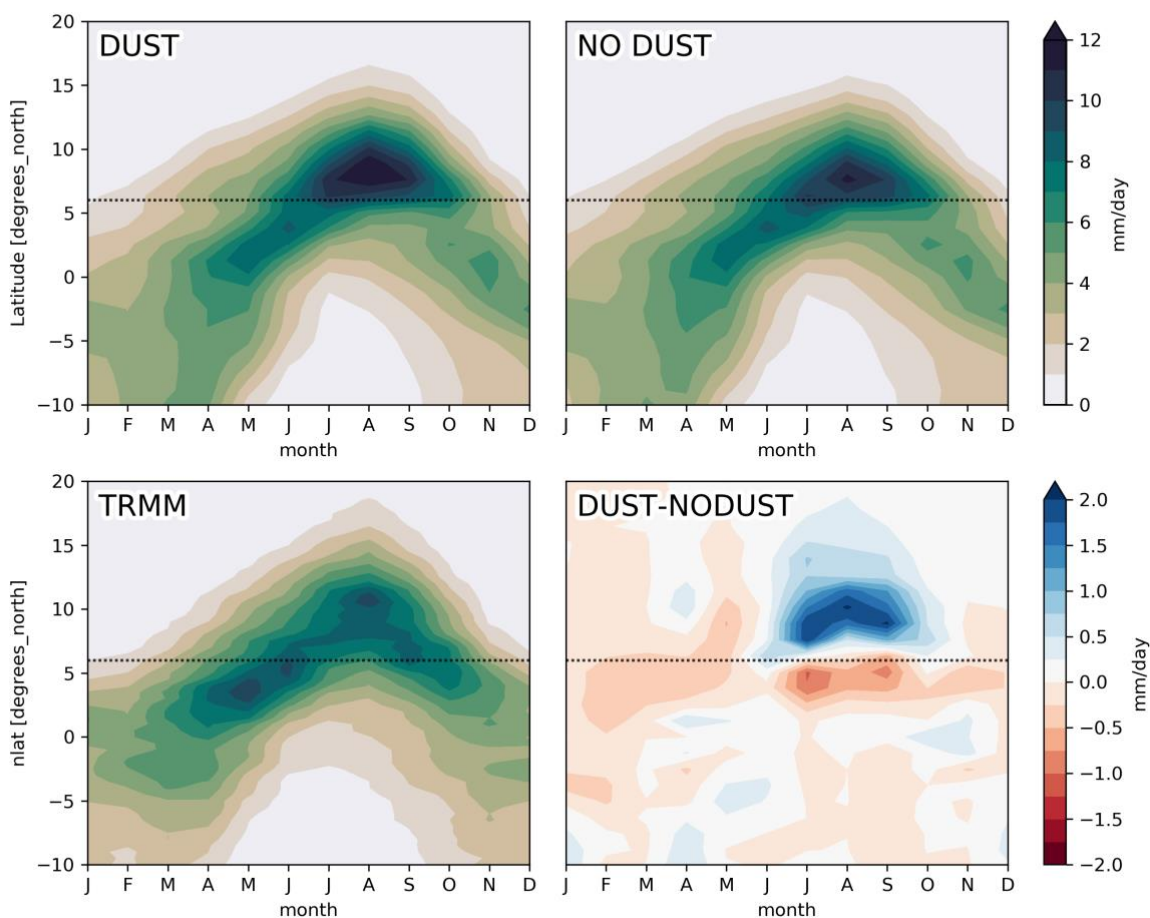 DUST
NO DUST
Latitude [degrees_north]
20
15
10
5
0
−5
−10
J F M A M J J A S O N D
month
J F M A M J J A S O N D
month
12
10
8
6
4
2
0
mm/day
TRMM
DUST-NODUST
nlat [degrees_north]
20
15
10
5
0
−5
−10
J F M A M J J A S O N D
month
J F M A M J J A S O N D
month
2.0
1.5
1.0
0.5
0.0
−0.5
−1.0
−1.5
−2.0
mm/day